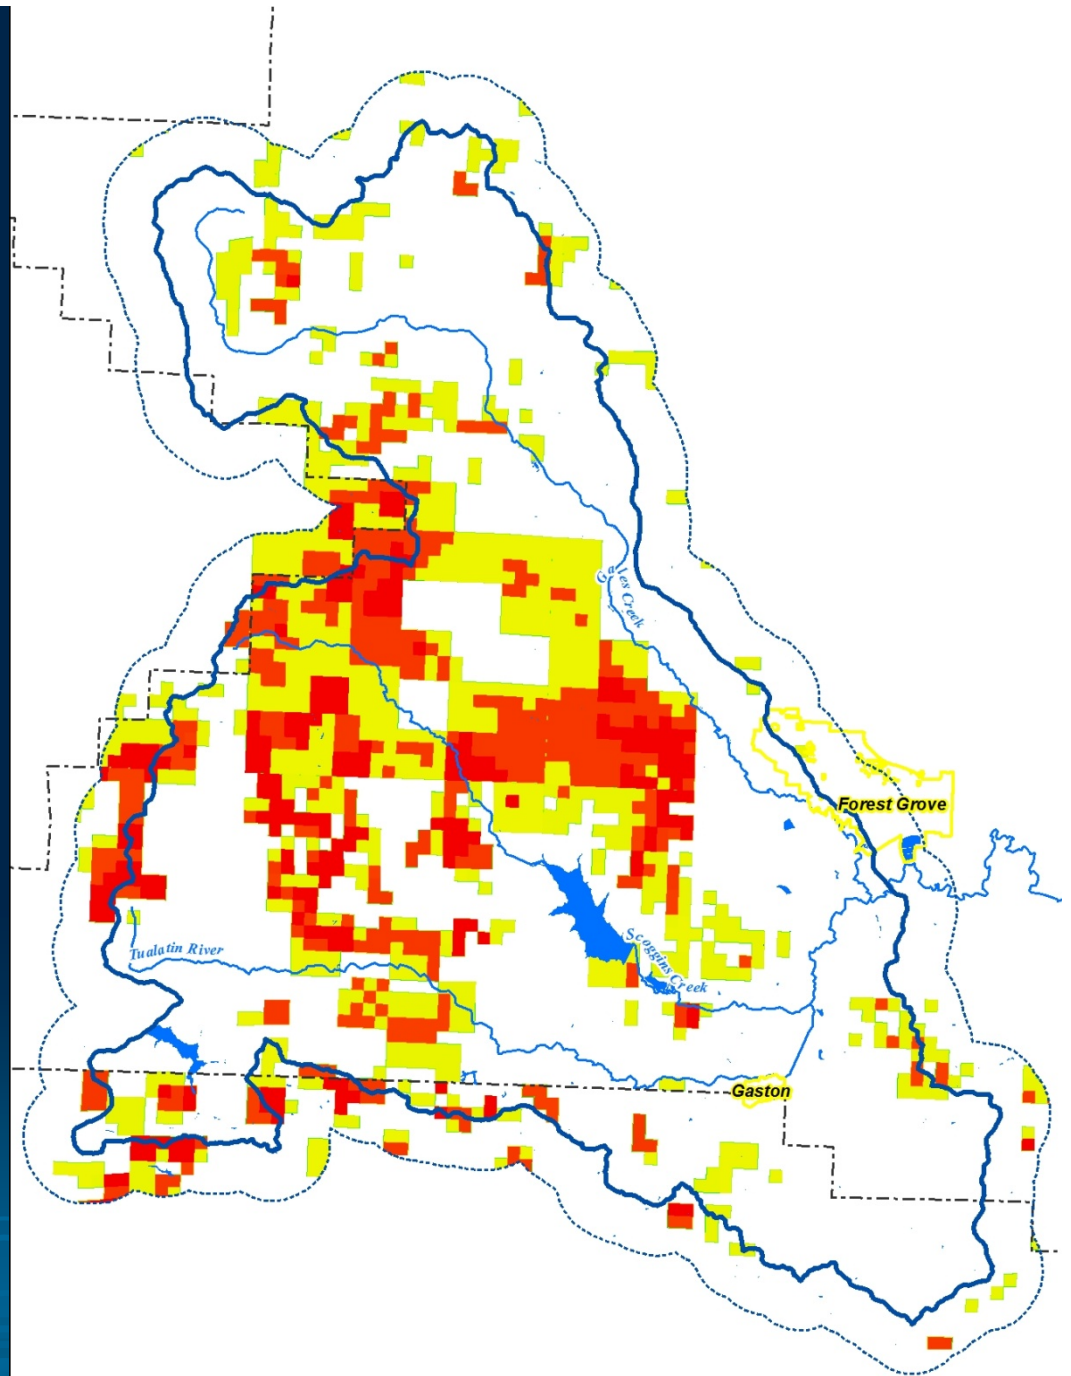 Gales Creek
Forest Grove
Tualatin River
Scoggins Creek
Gaston